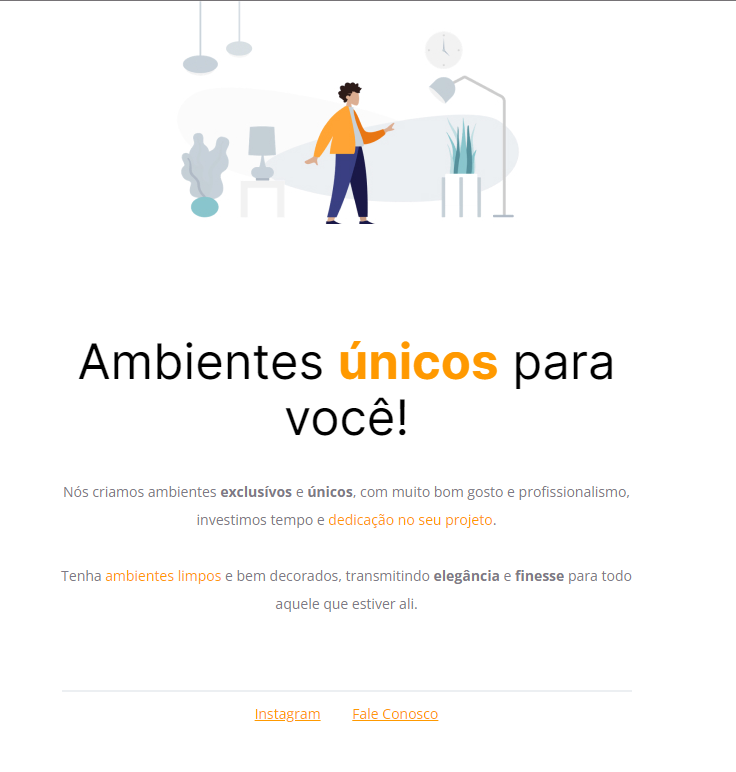 Ambientes únicos para
você!
Nós criamos ambientes exclusívos e únicos, com muito bom gosto e profissionalismo,
investimos tempo e dedicação no seu projeto.
Tenha ambientes limpos e bem decorados, transmitindo elegância e finesse para todo
aquele que estiver ali.
Instagram Fale Conosco